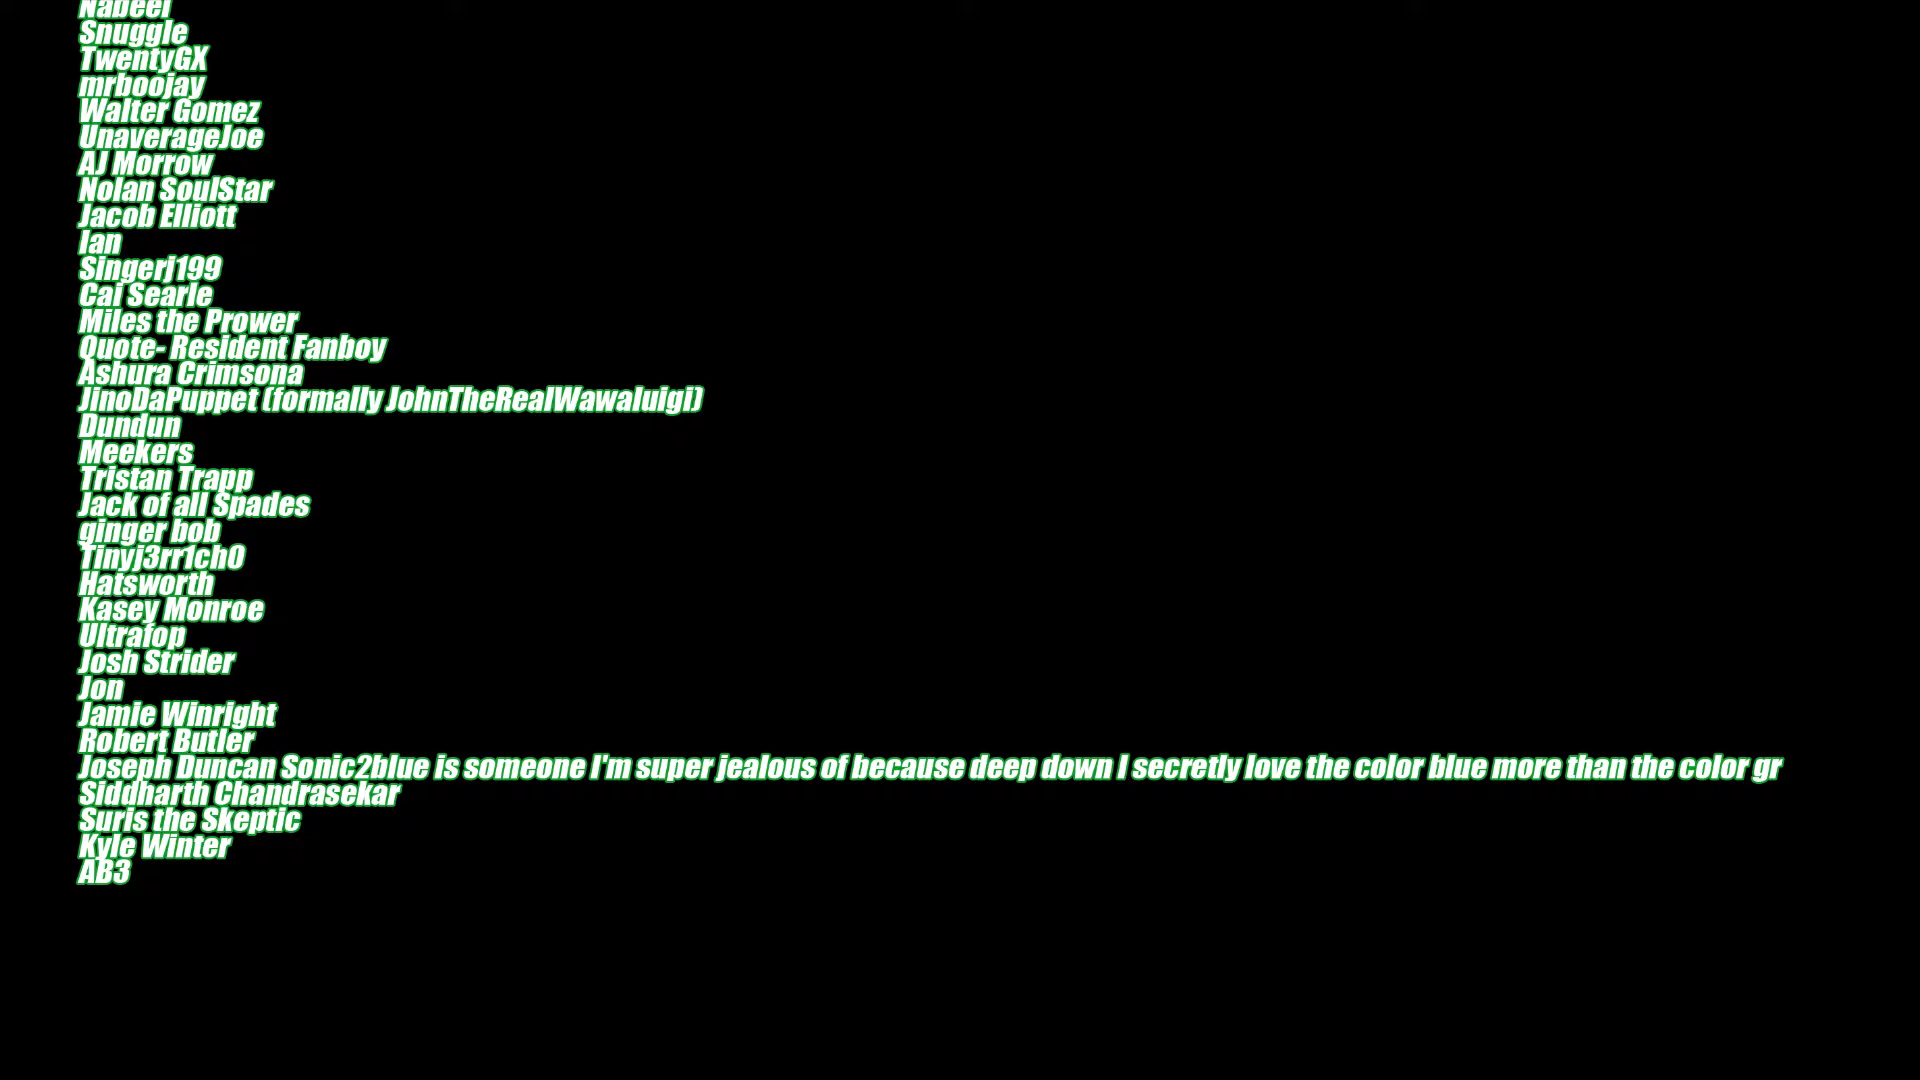 Nabeel
Snuggle
TwentyGX
mrboojay
Walter Gomez
UnaverageJoe
AJ Morrow
Nolan SoulStar
Jacob Elliott
Ian
Singerj199
Cai Searle
Miles the Prower
Quote- Resident Fanboy
Ashura Crimsona
JinoDaPuppet (formally JohnTheRealWawaluigi)
Dundun
Meekers
Tristan Trapp
Jack of all Spades
ginger bob
Tinyj3rr1ch0
Hatsworth
Kasey Monroe
Ultrafop
Josh Strider
Jon
Jamie Winright
Robert Butler
Joseph Duncan Sonic2blue is someone I'm super jealous of because deep down I secretly love the color blue more than the color gr
Siddharth Chandrasekar
Suris the Skeptic
Kyle Winter
AB3